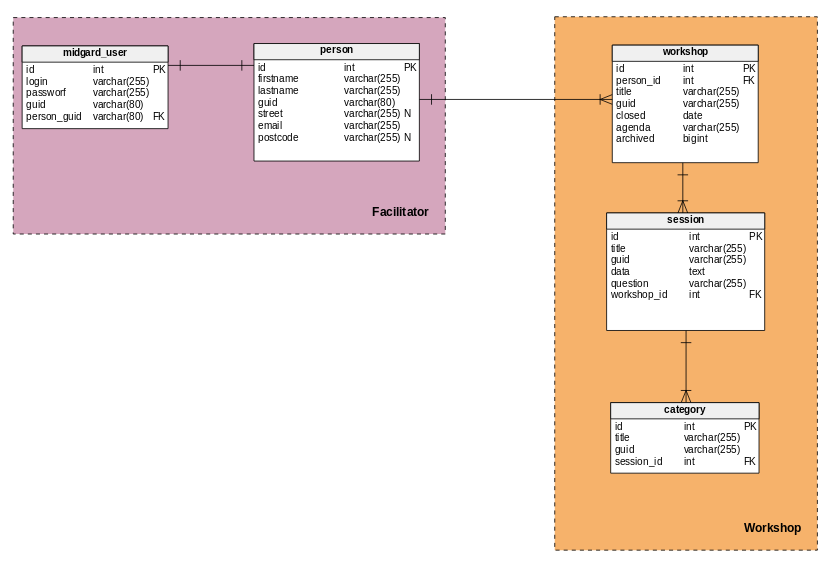 midgard_user
id int PK
login varchar(255)
passworf varchar(255)
guid varchar(80)
person_guid varchar(80) FK
person
id int PK
firstname varchar(255)
lastname varchar(255)
guid varchar(80)
street varchar(255) N
email varchar(255)
postcode varchar(255) N
Facilitator
workshop
id int PK
person_id int FK
title varchar(255)
guid varchar(255)
closed date
agenda varchar(255)
archived bigint
session
id int PK
title varchar(255)
guid varchar(255)
data text
question varchar(255)
workshop_id int FK
category
id int PK
title varchar(255)
guid varchar(255)
session_id int FK
Workshop